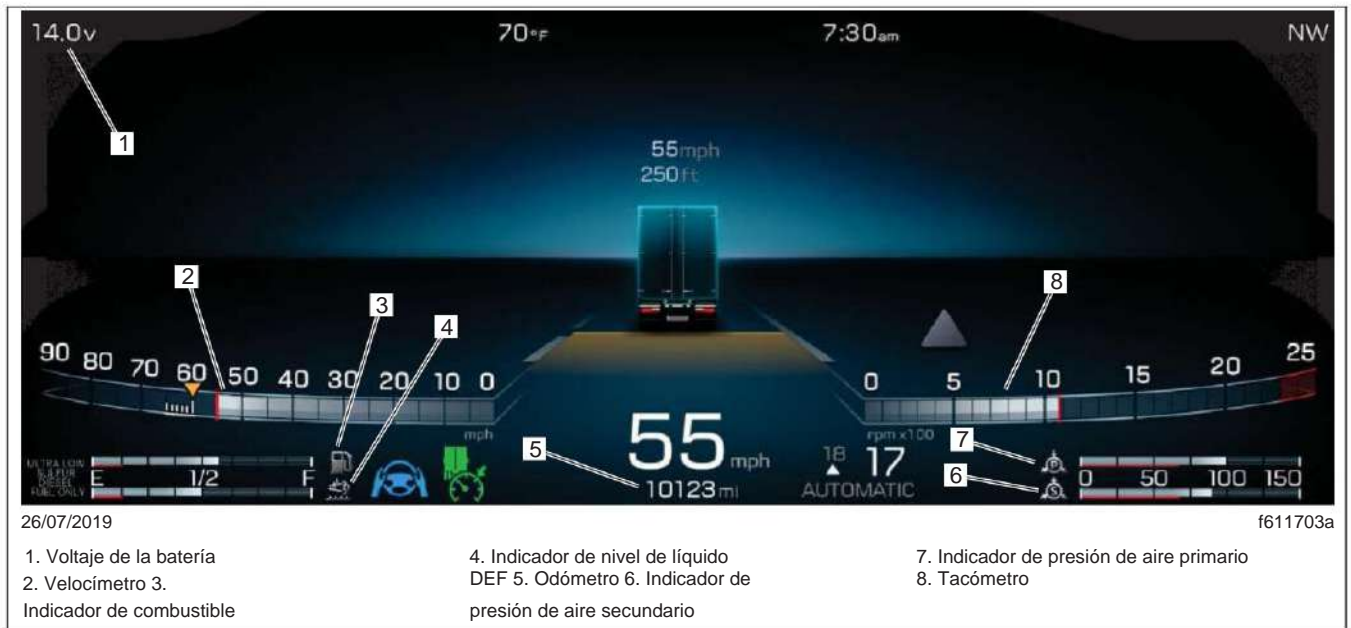 14.0v 70°F 7:30am NW
1
55mph
250ft
2
3
4
8
90 80 70 60 50 40 30 20 10 0
0 5 10 15 20 25
mph
rpm x100
5
55 mph
10123mi
18 17
AUTOMATIC
7
6
ULTRA LOW
SULFUR
DIESEL
FUEL ONLY
E 1/2 F
P
S
0 50 100 150
26/07/2019 f611703a
1. Voltaje de la batería
2. Velocímetro 3.
Indicador de combustible
4. Indicador de nivel de líquido
DEF 5. Odómetro 6. Indicador de
presión de aire secundario
7. Indicador de presión de aire primario
8. Tacómetro